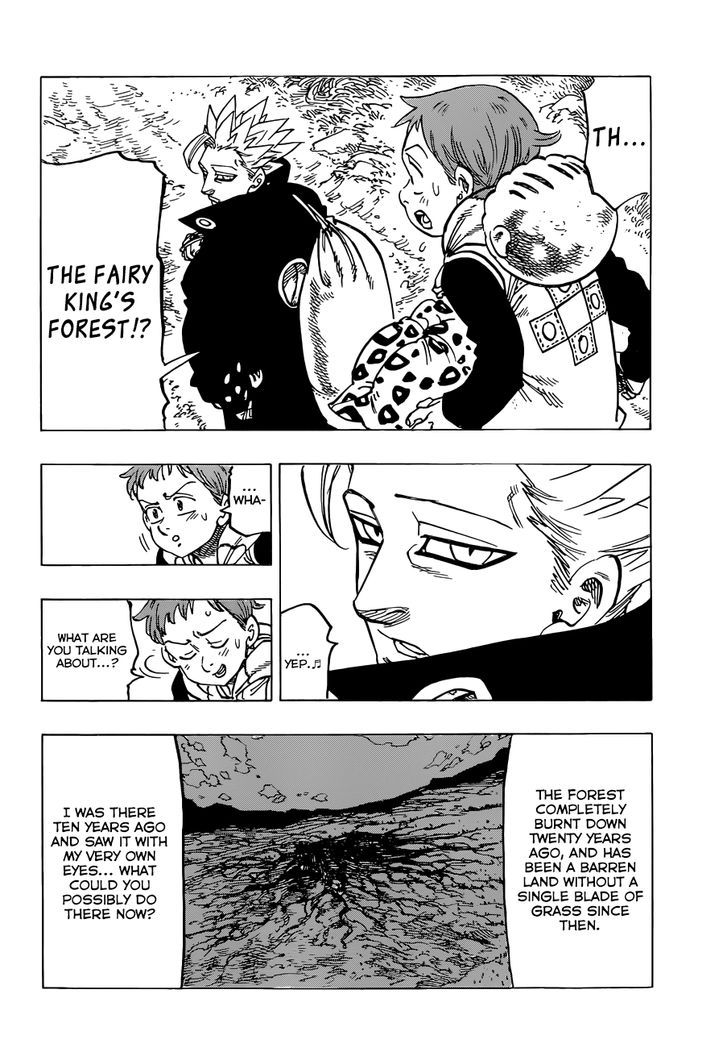 TH...
THE FAIRY
KING'S
FOREST!?
...
YEP.♫
...
WHA-
WHAT ARE
YOU TALKING
ABOUT...?
THE FOREST
COMPLETELY
BURNT DOWN
TWENTY YEARS
AGO, AND HAS
BEEN A BARREN
LAND WITHOUT A
SINGLE BLADE OF
GRASS SINCE
THEN.
I WAS THERE
TEN YEARS AGO
AND SAW IT WITH
MY VERY OWN
EYES... WHAT
COULD YOU
POSSIBLY DO
THERE NOW?